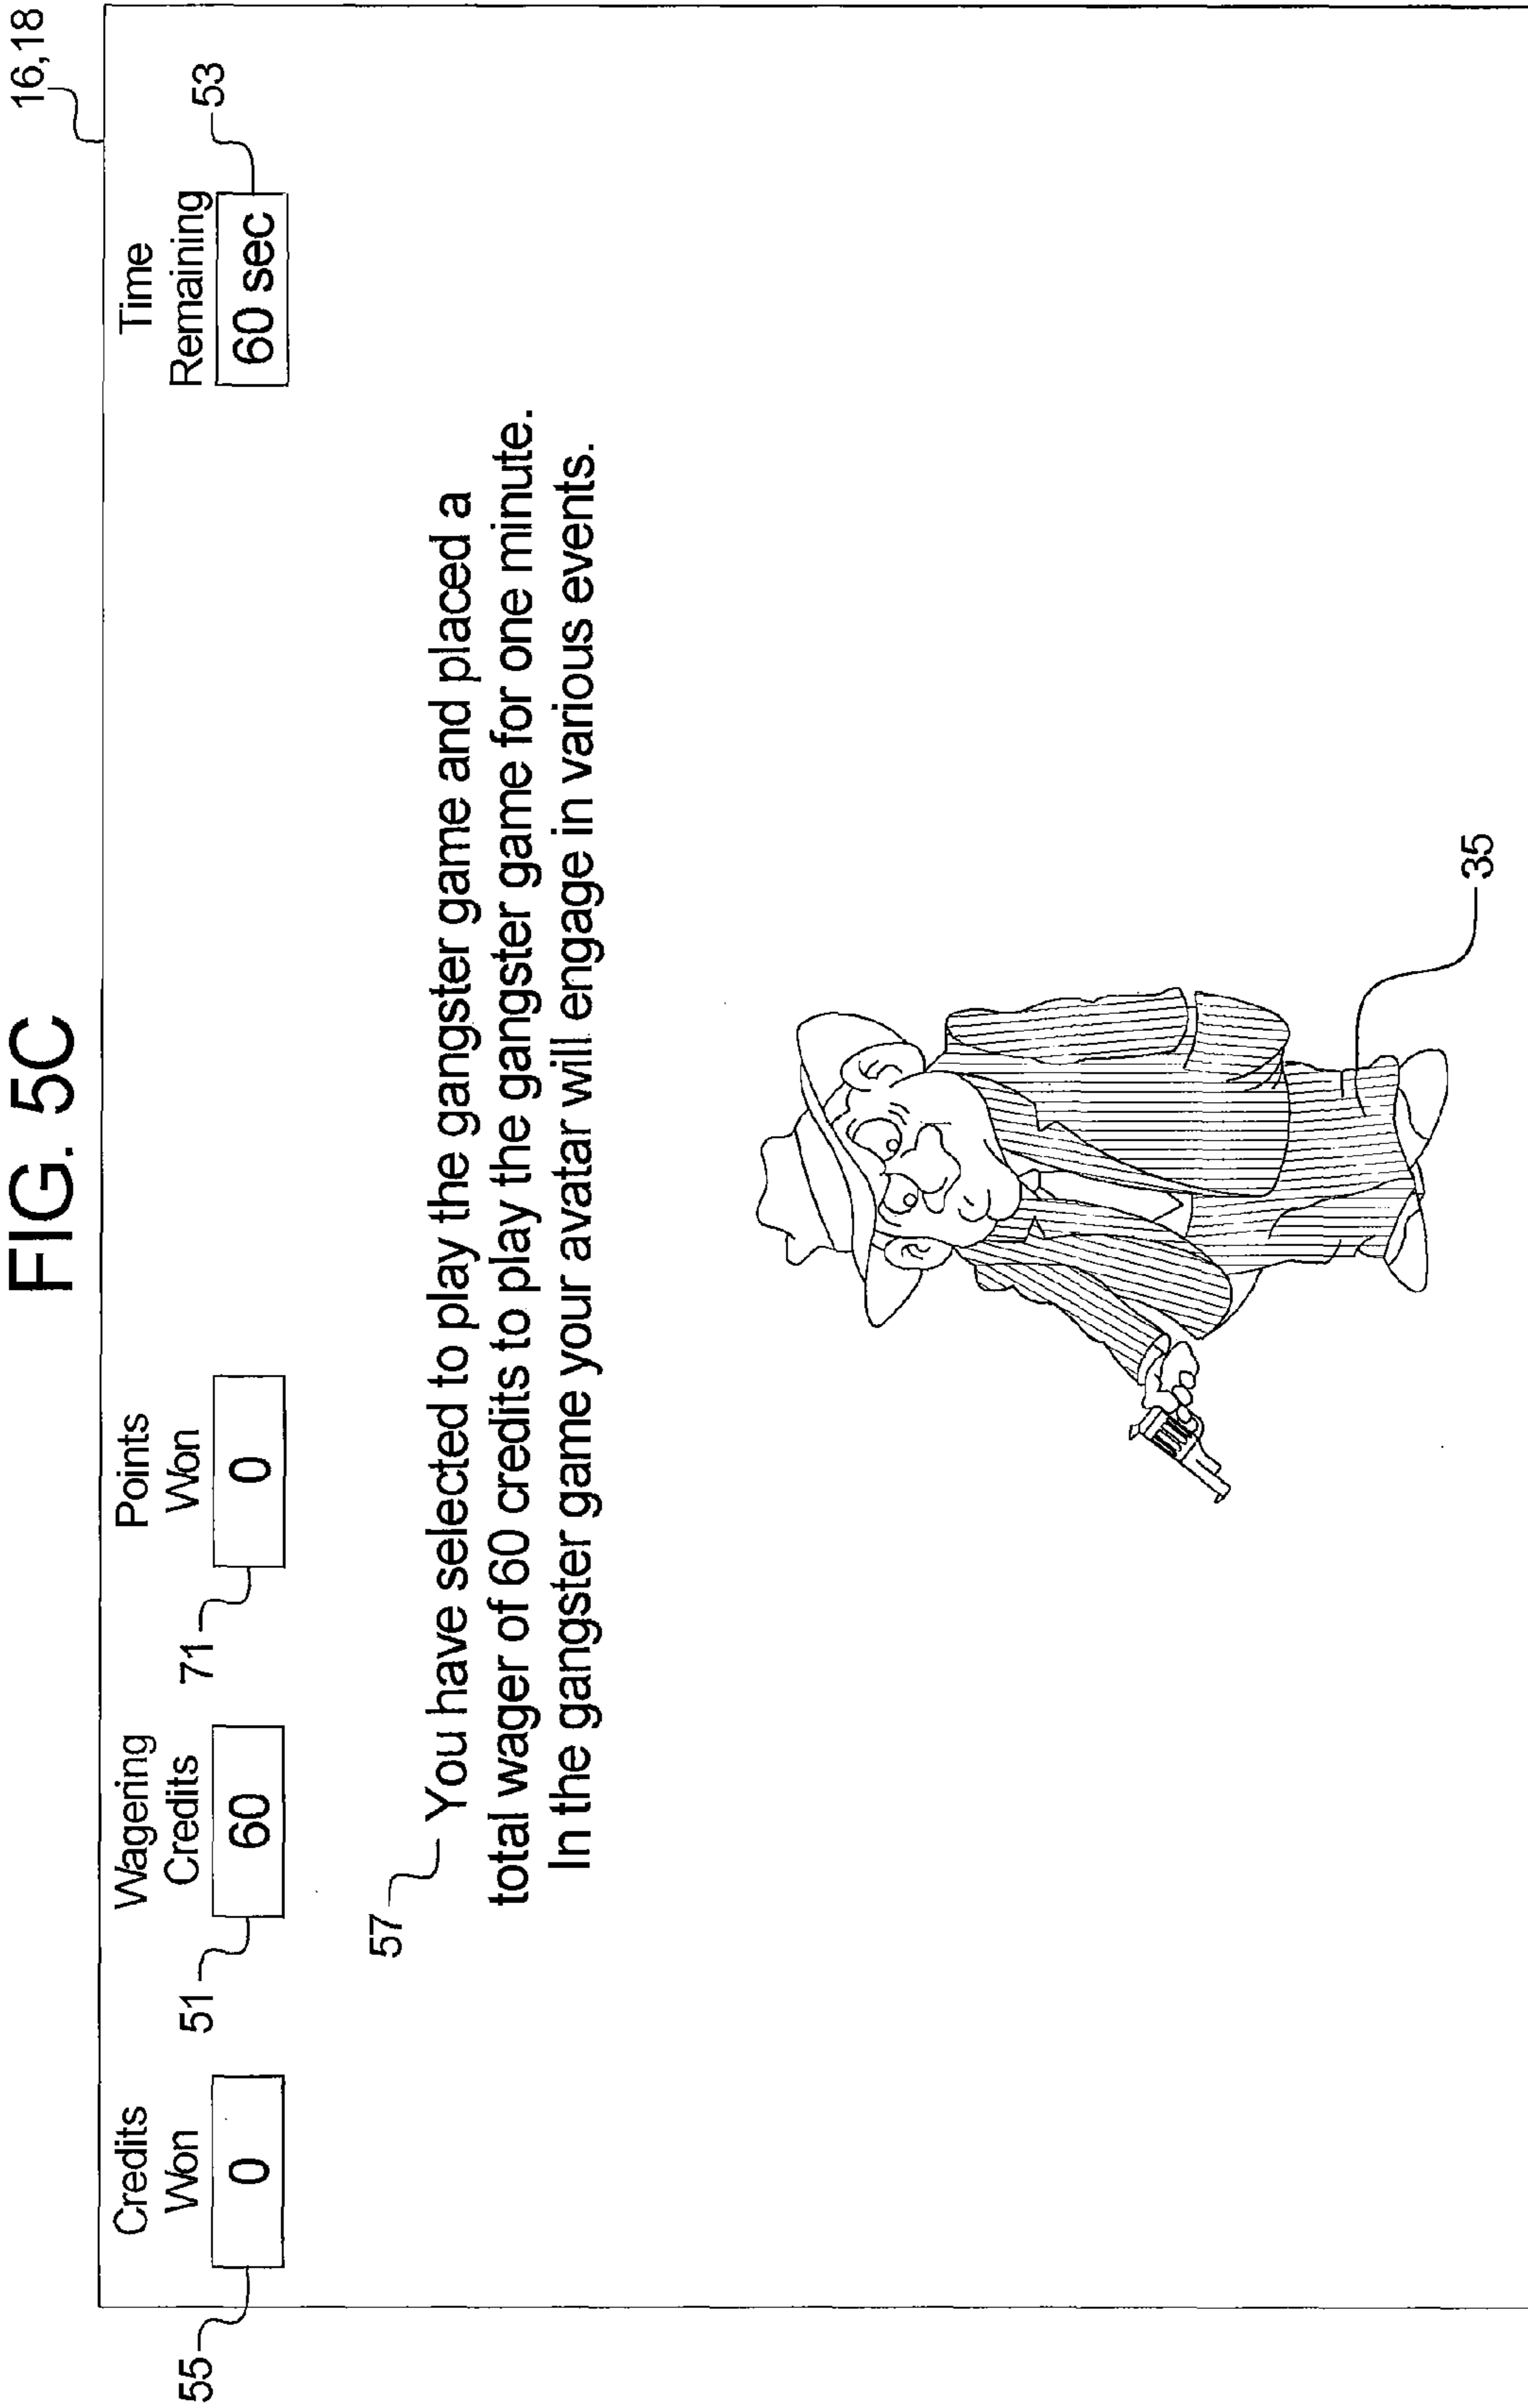 FIG. 5C
16,18
Credits
Won
0
55
Wagering
Credits
60
51
Points
Won
0
71
Time
Remaining
60 sec
53
57
You have selected to play the gangster game and placed a
total wager of 60 credits to play the gangster game for one minute.
In the gangster game your avatar will engage in various events.
35